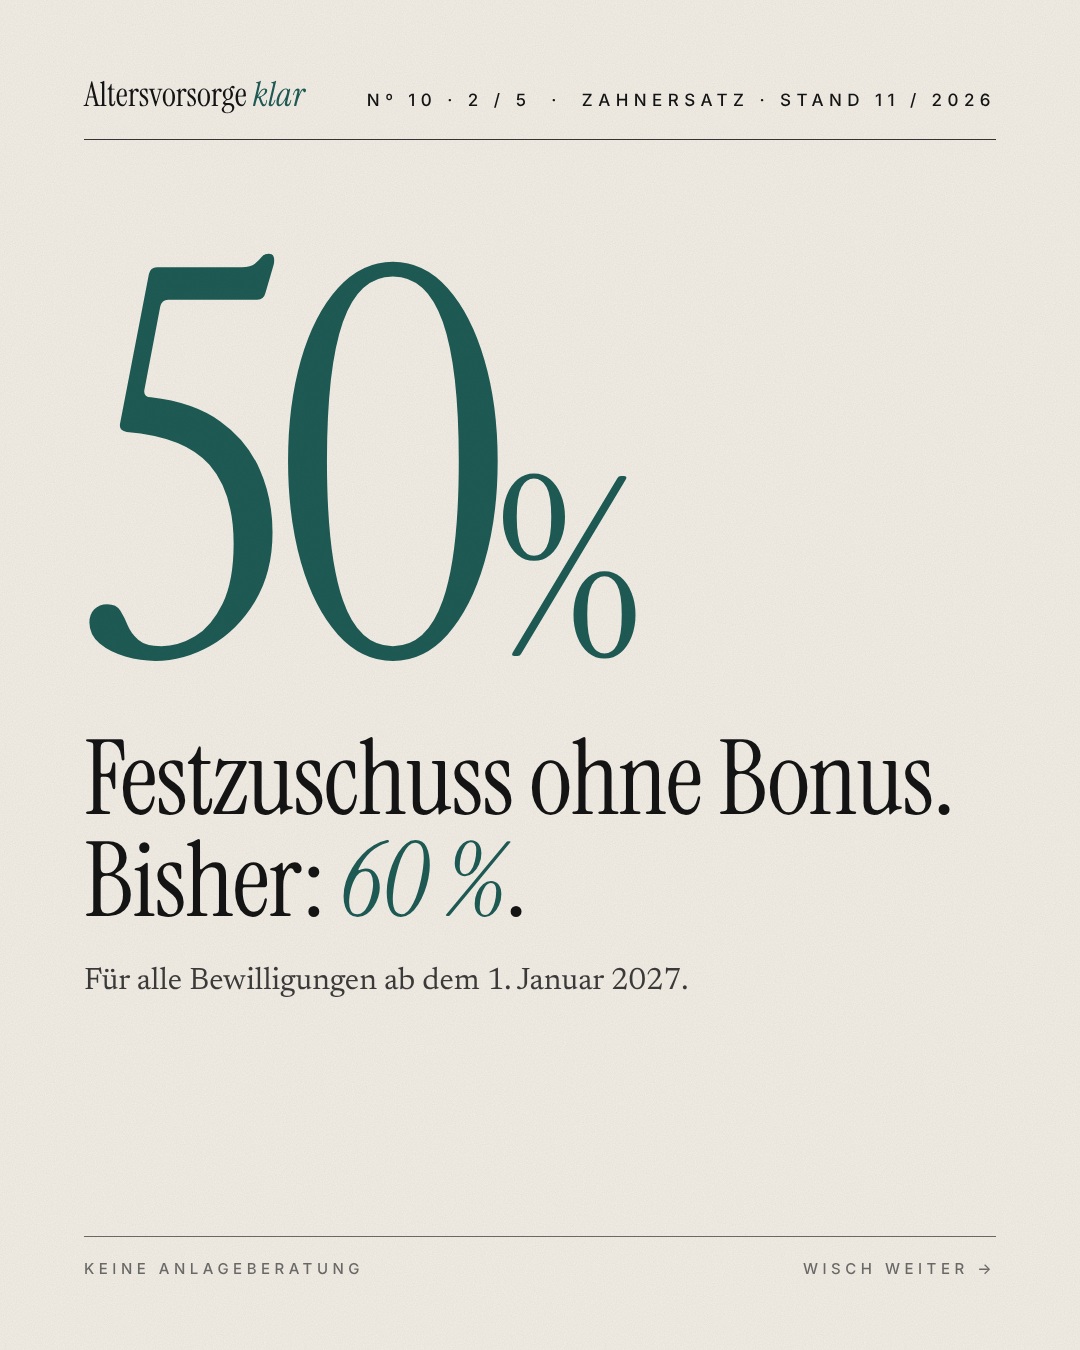 Altersvorsorge klar
Nº 10 · 2 / 5 · ZAHNERSATZ · STAND 11 / 2026
50%
Festzuschuss ohne Bonus.
Bisher: 60 %.
Für alle Bewilligungen ab dem 1. Januar 2027.
KEINE ANLAGEBERATUNG
WISCH WEITER →